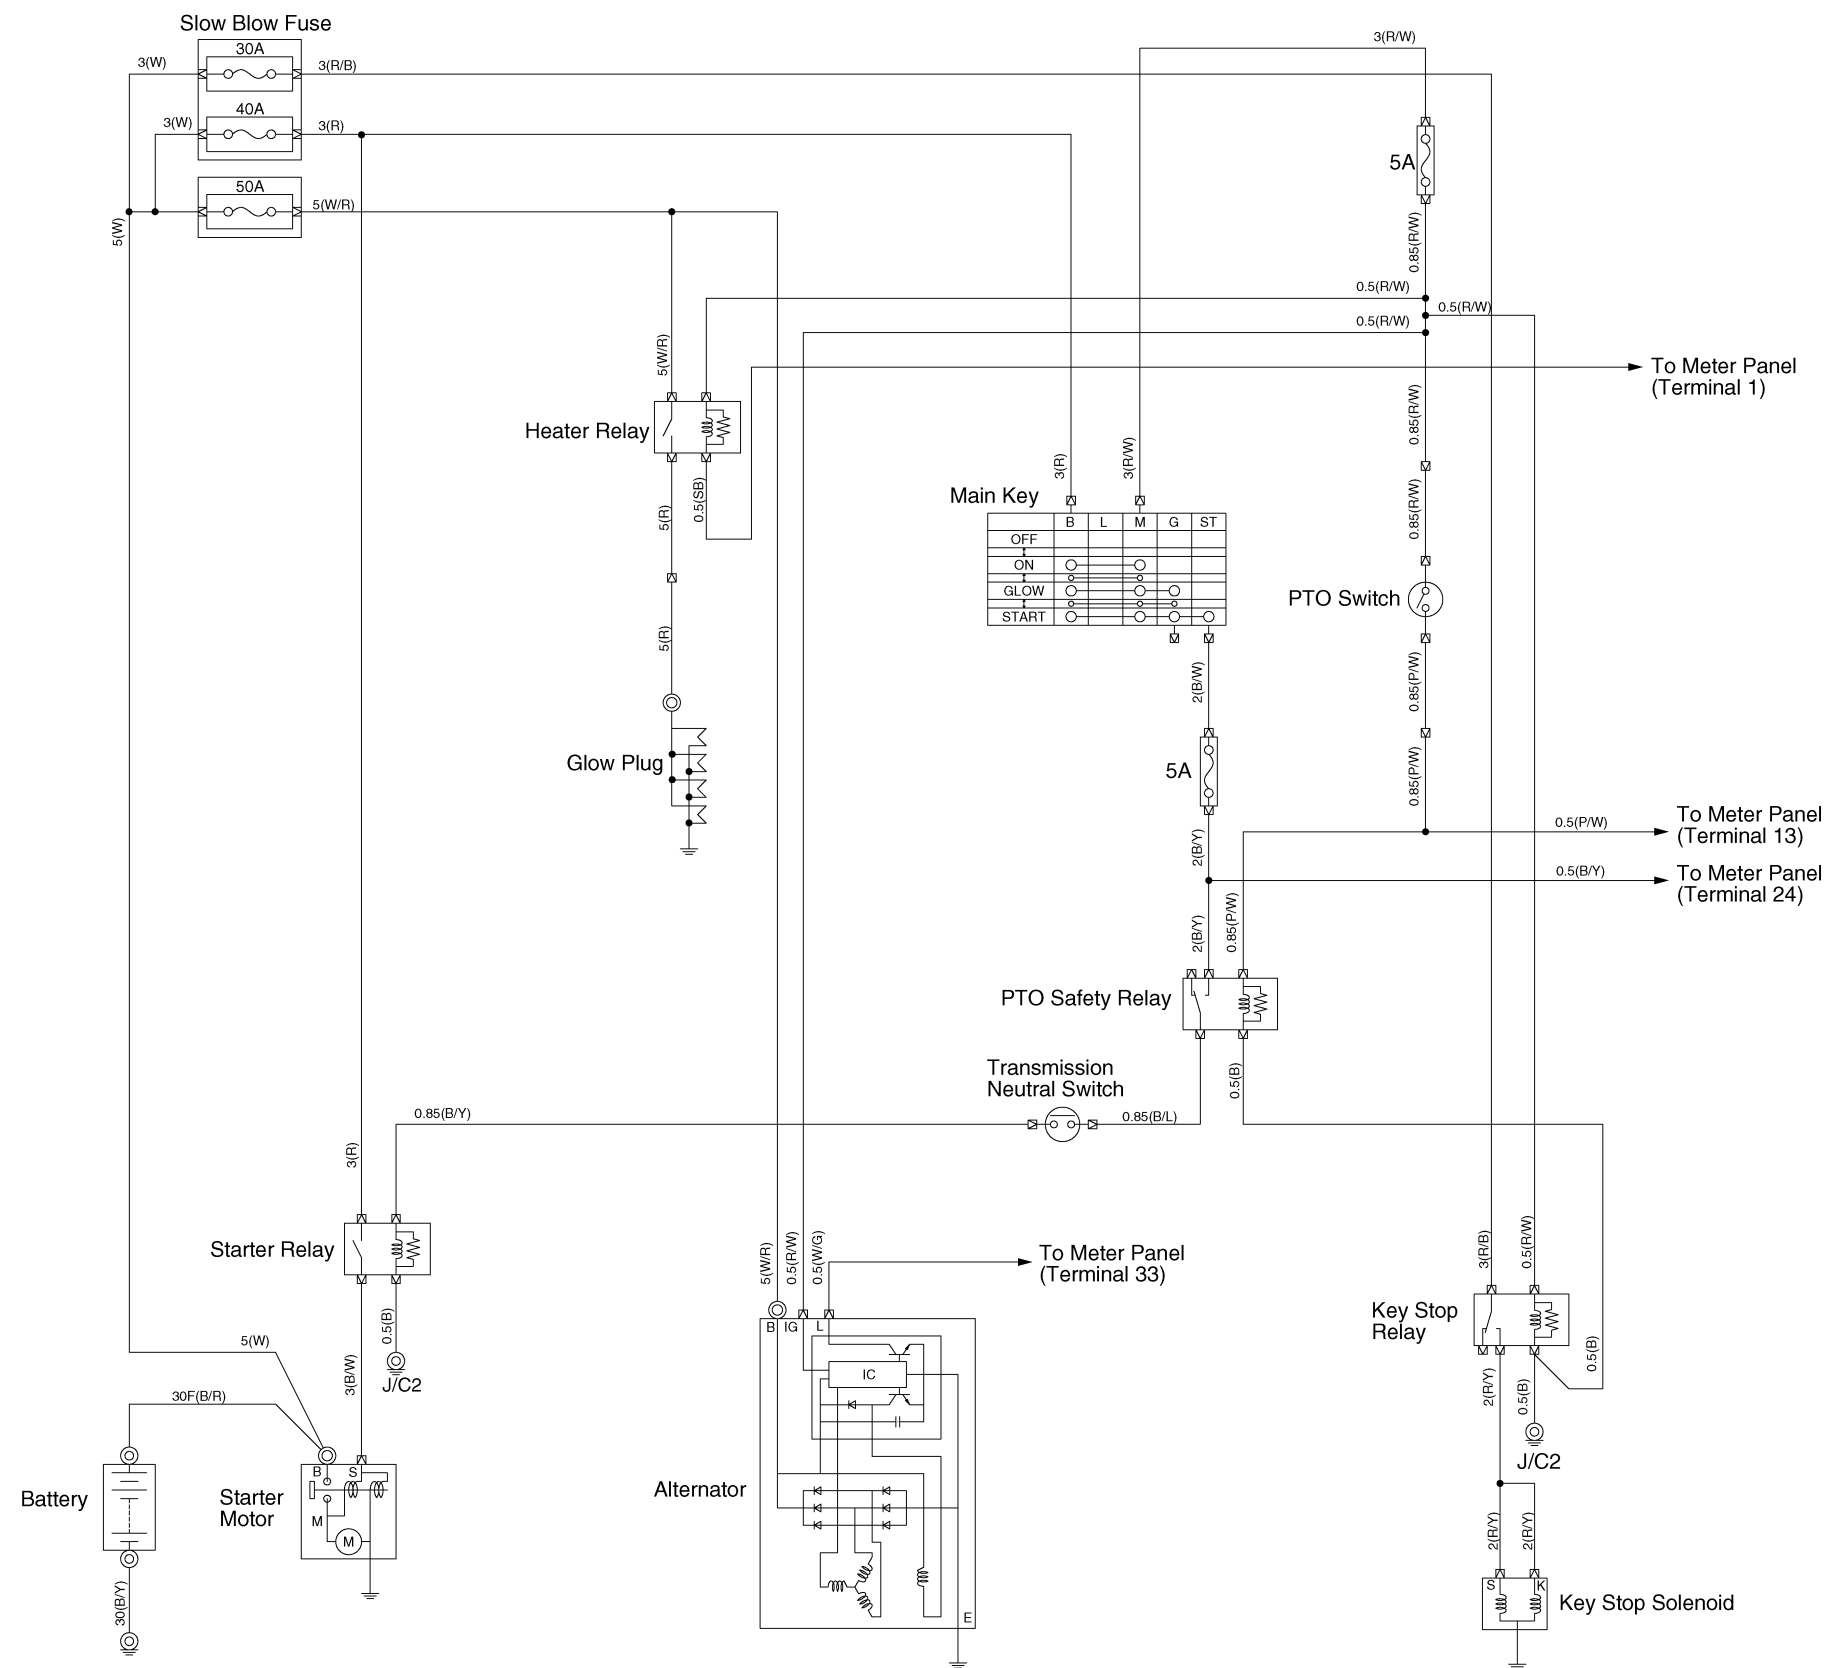 Slow Blow Fuse
30A
3(W)
3(R/B)
40A
3(W)
3(R)
50A
5(W/R)
5(W)
3(R/W)
5A
0.85(R/W)
0.5(R/W)
0.5(R/W)
0.5(R/W)
5(W/R)
To Meter Panel
(Terminal 1)
Heater Relay
0.85(R/W)
3(R)
3(R/W)
5(R)
0.5(SB)
0.85(R/W)
Main Key
B L M G ST
OFF
ON
GLOW
START
PTO Switch
5(R)
2(B/W)
0.85(P/W)
Glow Plug
5A
0.85(P/W)
0.5(P/W)
To Meter Panel
(Terminal 13)
2(B/Y)
0.5(B/Y)
To Meter Panel
(Terminal 24)
2(B/Y)
0.85(P/W)
PTO Safety Relay
Transmission
Neutral Switch
0.5(B)
0.85(B/Y)
0.85(B/L)
3(R)
Starter Relay
5(W/R)
0.5(R/W)
0.5(W/G)
To Meter Panel
(Terminal 33)
3(R/B)
0.5(R/W)
Key Stop
Relay
0.5(B)
J/C2
5(W)
3(B/W)
30F(B/R)
B IG L
IC
E
Alternator
0.5(B)
2(R/Y)
0.5(B)
J/C2
Battery
Starter
Motor
B S
M
M
30(B/Y)
2(R/Y)
2(R/Y)
S K
Key Stop Solenoid